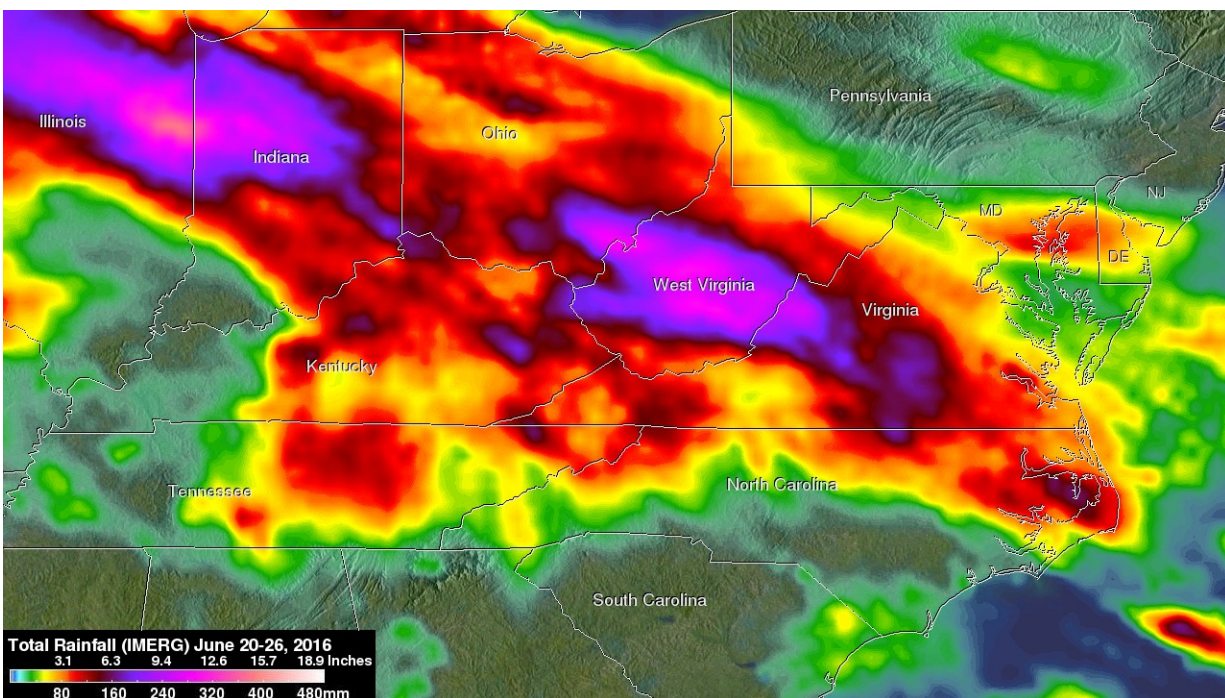 Pennsylvania
Illinois
Ohio
Indiana
NJ
MD
DE
West Virginia
Virginia
Kentucky
Tennessee
North Carolina
South Carolina
Total Rainfall (IMERG) June 20-26, 2016
3.1 6.3 9.4 12.6 15.7 18.9 Inches
80 160 240 320 400 480mm